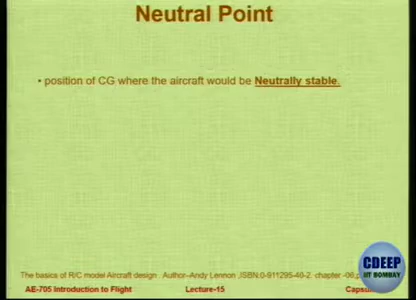 Neutral Point
• position of CG where the aircraft would be Neutrally stable.
The basics of R/C model Aircraft design Author–Andy Lennon ,ISBN:0-911295-40-2. chapter -06,
AE-705 Introduction to Flight Lecture-15
CDEEP
IIT BOMBAY